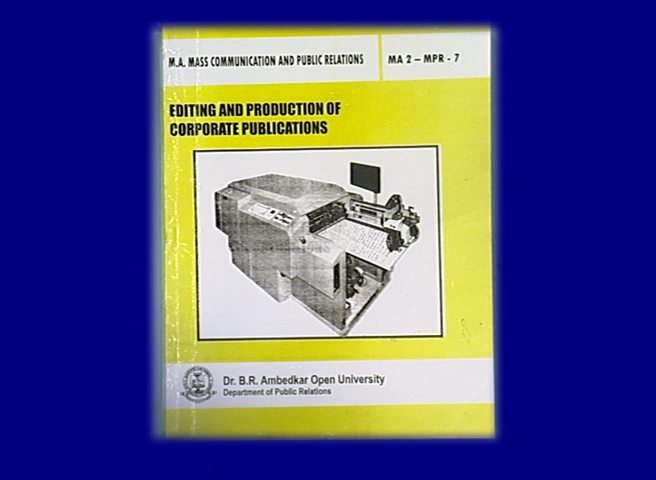 M.A. MASS COMMUNICATION AND PUBLIC RELATIONS
MA 2 – MPR - 7
EDITING AND PRODUCTION OF
CORPORATE PUBLICATIONS
Dr. B.R. Ambedkar Open University
Department of Public Relations